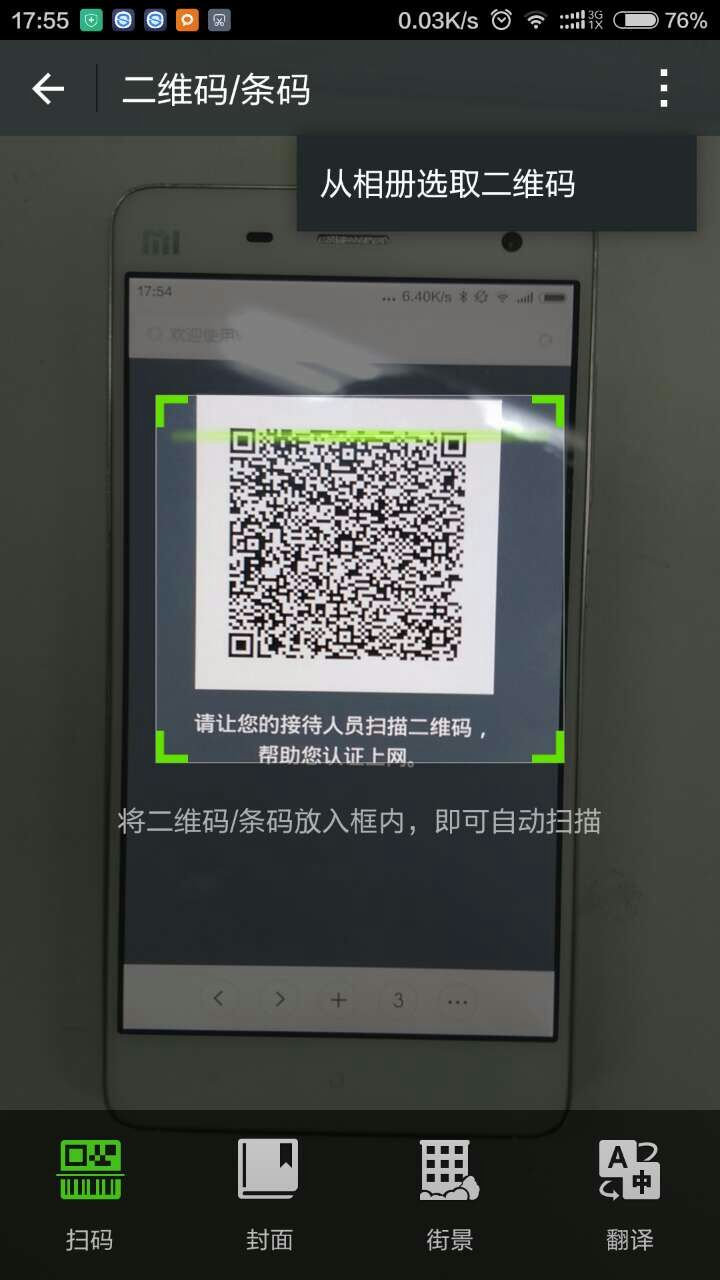 17:55
0.03K/s
3G
1X
76%
二维码/条码
从相册选取二维码
MI
17:54
... 6.40K/s
欢迎使用
请让您的接待人员扫描二维码，
帮助您认证上网。
将二维码/条码放入框内，即可自动扫描
3
扫码
封面
街景
翻译